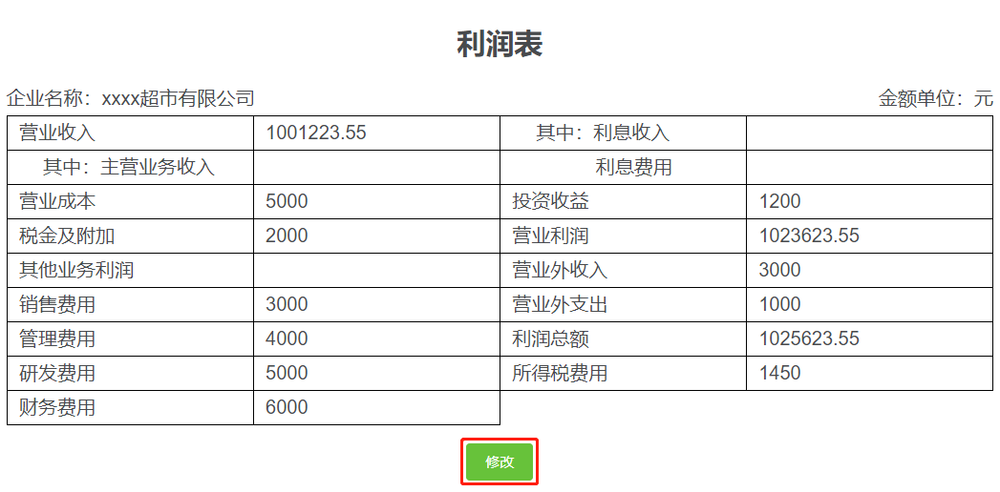 利润表
企业名称：xxxx超市有限公司 金额单位：元
营业收入 1001223.55 其中：利息收入
其中：主营业务收入 利息费用
营业成本 5000 投资收益 1200
税金及附加 2000 营业利润 1023623.55
其他业务利润 营业外收入 3000
销售费用 3000 营业外支出 1000
管理费用 4000 利润总额 1025623.55
研发费用 5000 所得税费用 1450
财务费用 6000
修改